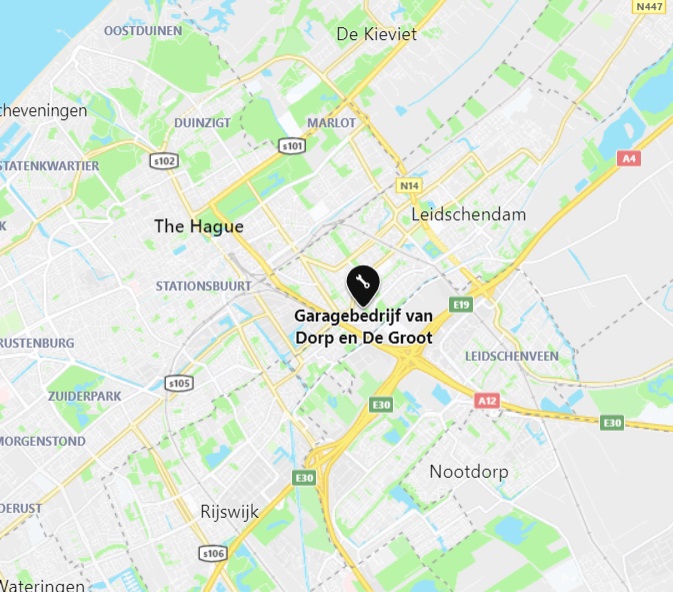 N447
OOSTDUINEN
De Kieviet
cheveningen
DUINZIGT
MARLOT
s101
s102
STATENKWARTIER
A4
N14
Leidschendam
K
The Hague
STATIONSBUURT
E19
Garagebedrijf van
Dorp en De Groot
RUSTENBURG
LEIDSCHENVEEN
s105
ZUIDERPARK
A12
E30
E30
MORGENSTOND
Nootdorp
E30
DERUST
Rijswijk
s106
Wateringen